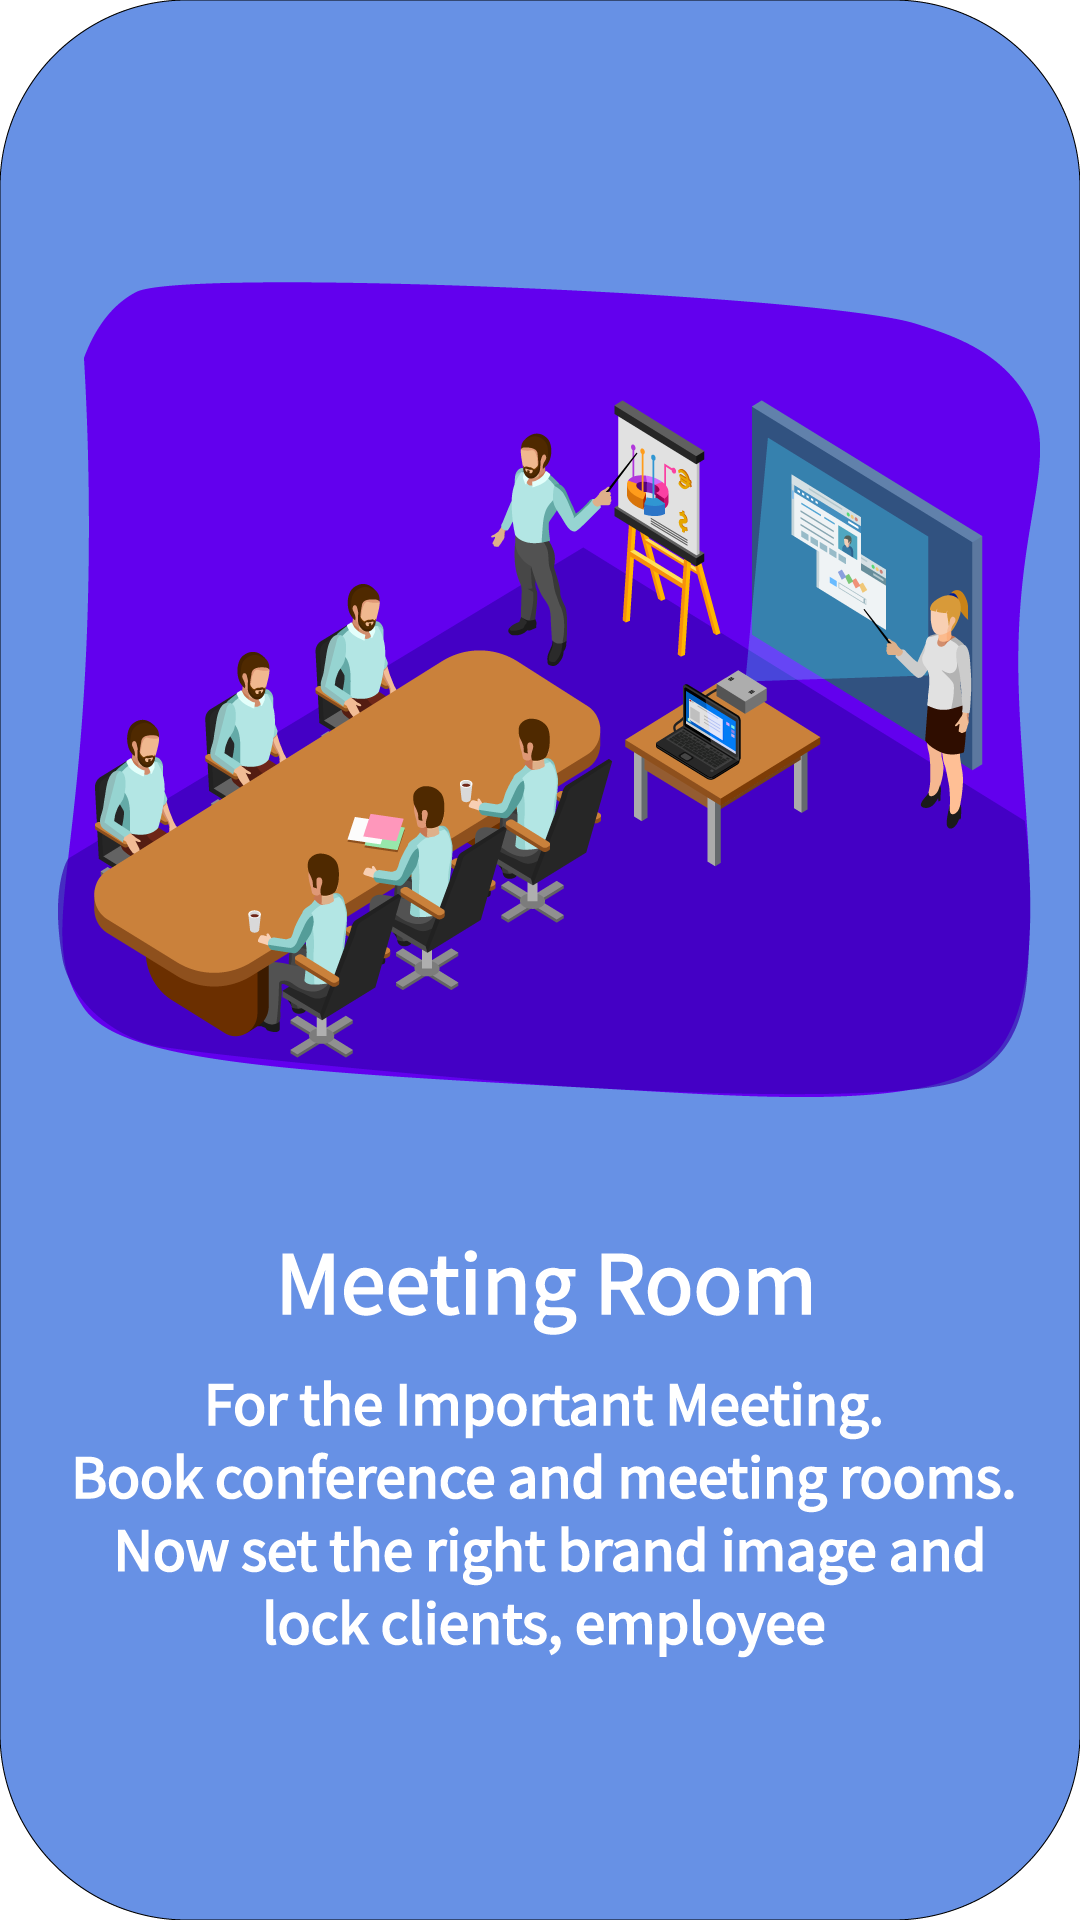 Meeting Room
For the Important Meeting.
Book conference and meeting rooms.
Now set the right brand image and
lock clients, employee